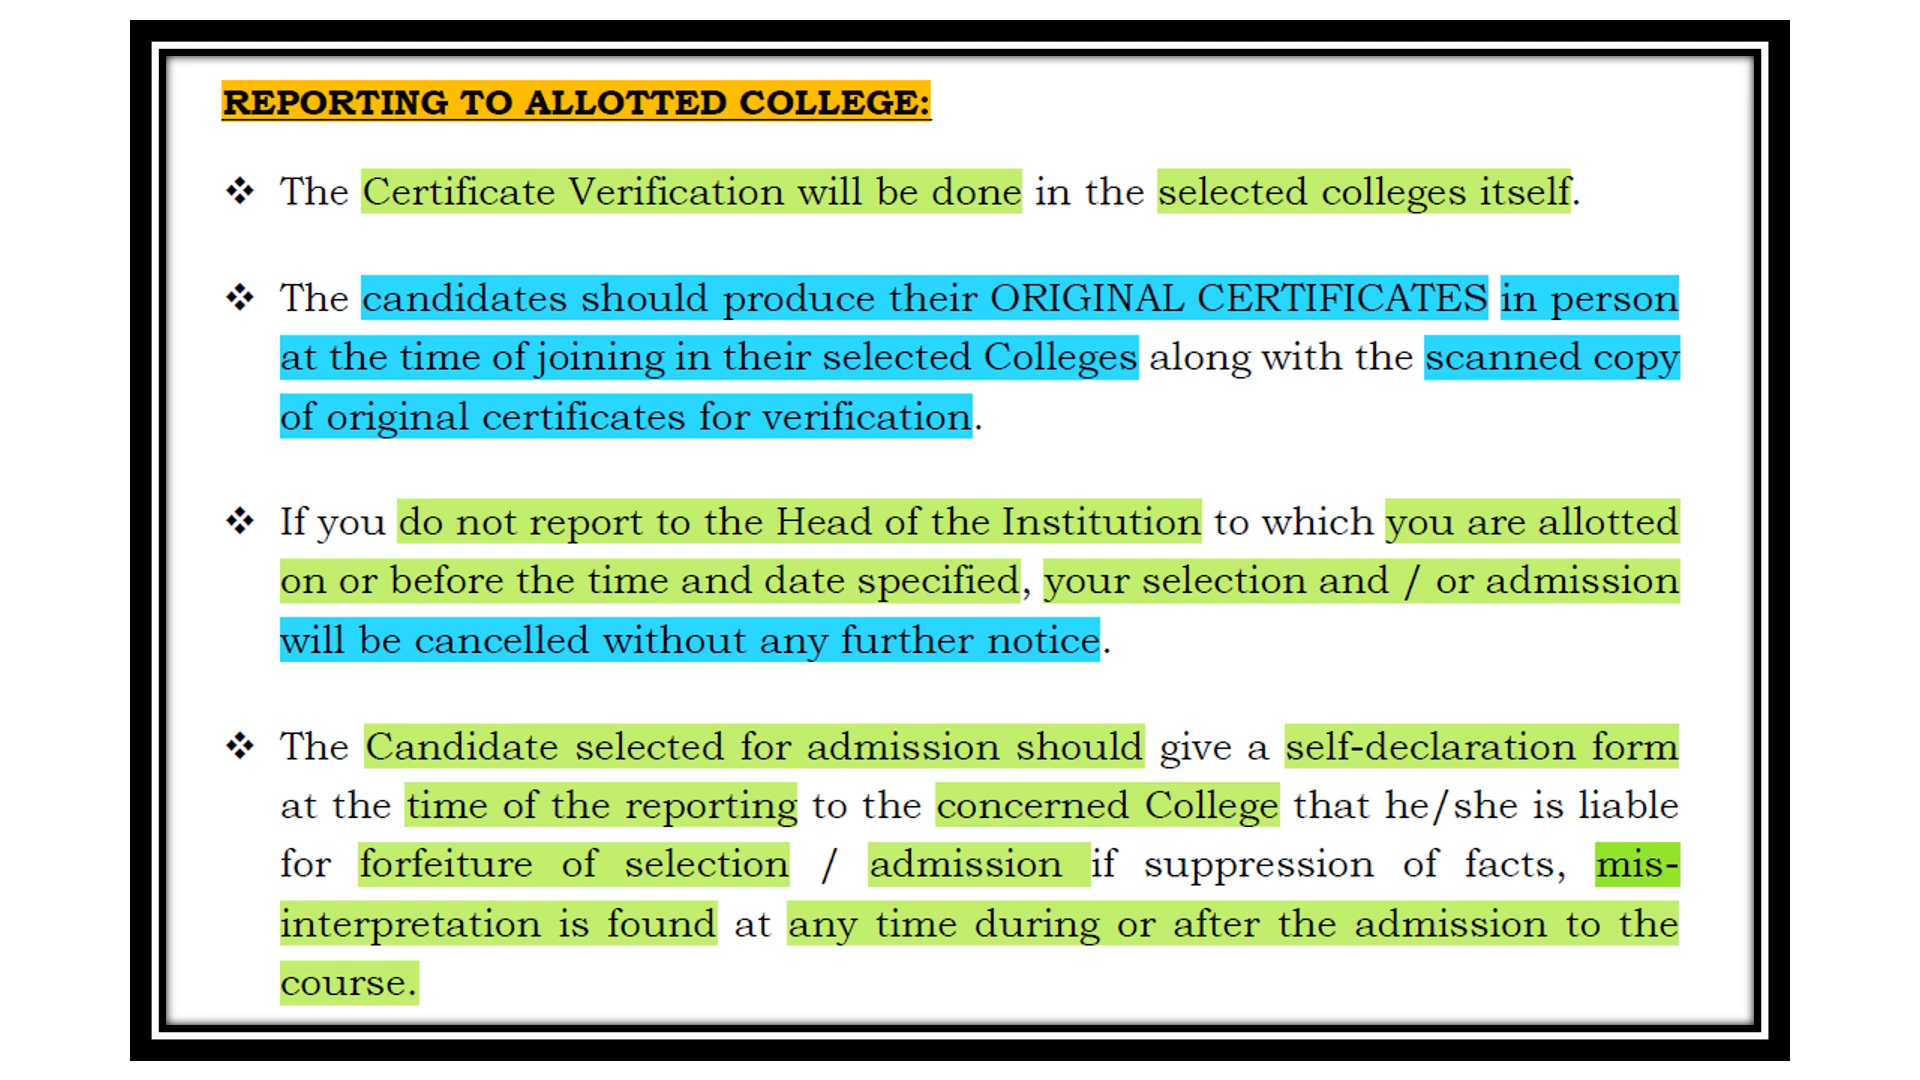 REPORTING TO ALLOTTED COLLEGE:
❖ The Certificate Verification will be done in the selected colleges itself.
❖ The candidates should produce their ORIGINAL CERTIFICATES in person
at the time of joining in their selected Colleges along with the scanned copy
of original certificates for verification.
❖ If you do not report to the Head of the Institution to which you are allotted
on or before the time and date specified, your selection and / or admission
will be cancelled without any further notice.
❖ The Candidate selected for admission should give a self-declaration form
at the time of the reporting to the concerned College that he/she is liable
for forfeiture of selection / admission if suppression of facts, mis-
interpretation is found at any time during or after the admission to the
course.